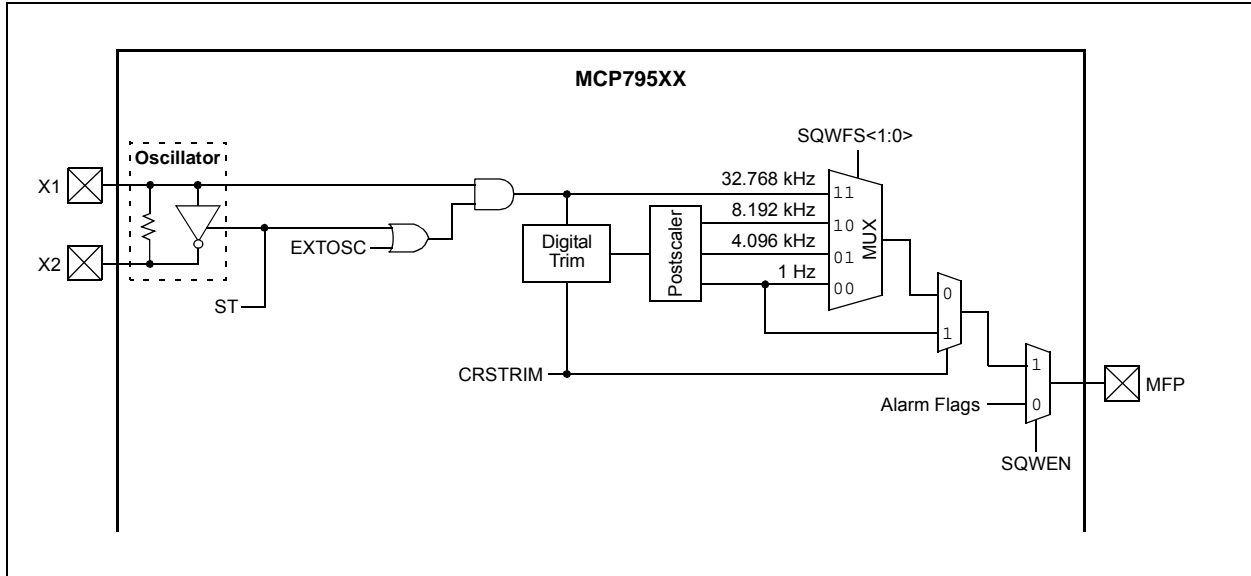 MCP795XX
SQWFS<1:0>
Oscillator
X1
X2
ST
EXTOSC
Digital
Trim
Postscaler
32.768 kHz
8.192 kHz
4.096 kHz
1 Hz
11
10
01
00
MUX
0
1
CRSTRIM
1
0
Alarm Flags
MFP
SQWEN